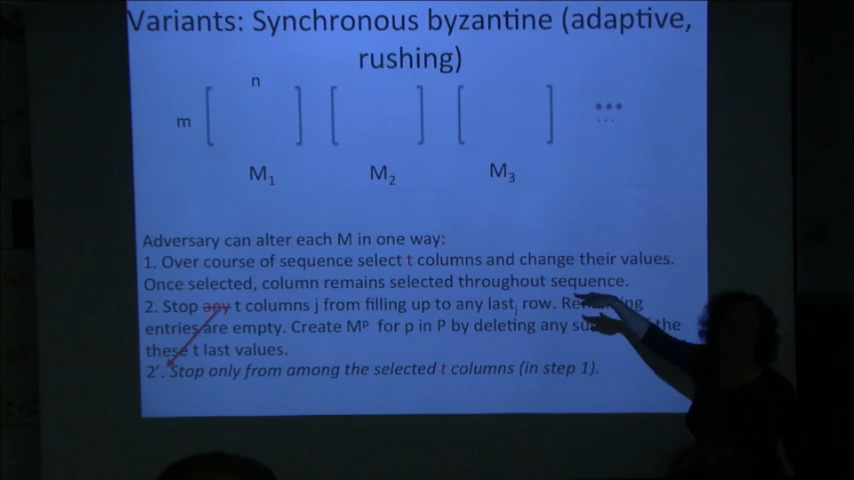 Variants: Synchronous byzantine (adaptive,
rushing)
n
m
M1 M2 M3
Adversary can alter each M in one way:
1. Over course of sequence select t columns and change their values.
Once selected, column remains selected throughout sequence.
2. Stop any t columns j from filling up to any lastj row.
entries are empty. Create Mᵖ for p in P by deleting any the
these t last values.
2'. Stop only from among the selected t columns (in step 1).